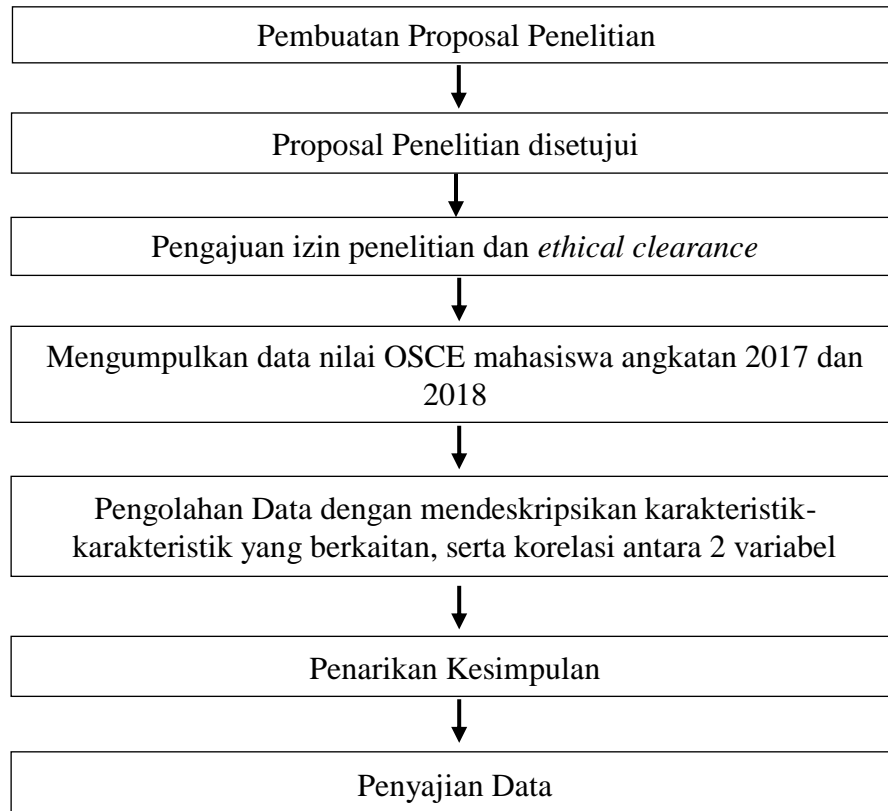 Pembuatan Proposal Penelitian
Proposal Penelitian disetujui
Pengajuan izin penelitian dan ethical clearance
Mengumpulkan data nilai OSCE mahasiswa angkatan 2017 dan
2018
Pengolahan Data dengan mendeskripsikan karakteristik-
karakteristik yang berkaitan, serta korelasi antara 2 variabel
Penarikan Kesimpulan
Penyajian Data